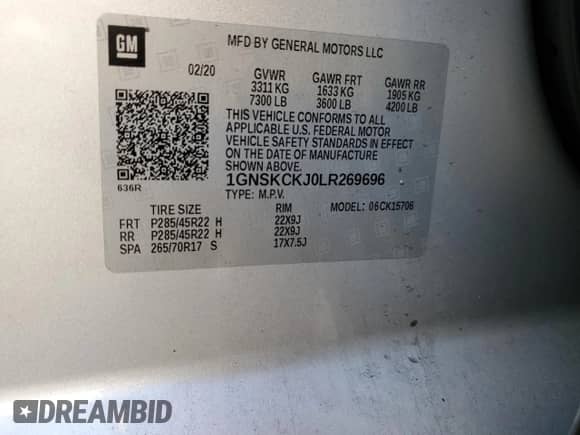 GM
MFD BY GENERAL MOTORS LLC
02/20 GVWR GAWR FRT GAWR RR
3311 KG 1633 KG 1905 KG
7300 LB 3600 LB 4200 LB
THIS VEHICLE CONFORMS TO ALL
APPLICABLE U.S. FEDERAL MOTOR
VEHICLE SAFETY STANDARDS IN EFFECT
ON THE DATE OF MANUFACTURE
SHOWN ABOVE.
636R 1GNSKCKJ0LR269696
TYPE: M.P.V. MODEL: 06CK15706
TIRE SIZE RIM
FRT P285/45R22 H 22X9J
RR P285/45R22 H 22X9J
SPA 265/70R17 S 17X7.5J
DREAMBID